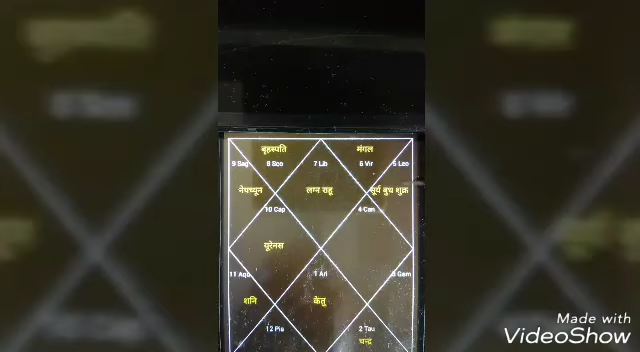 बृहस्पति मंगल
9 Sag 8 Sco 7 Lib 6 Vir 5 Leo
नेपच्यून लग्न राहू सूर्य बुध शुक्र
10 Cap 4 Can
यूरेनस
11 Aqu 1 Ari 3 Gem
शनि केतु
12 Pis 2 Tau
चन्द्र
Made with
VideoShow